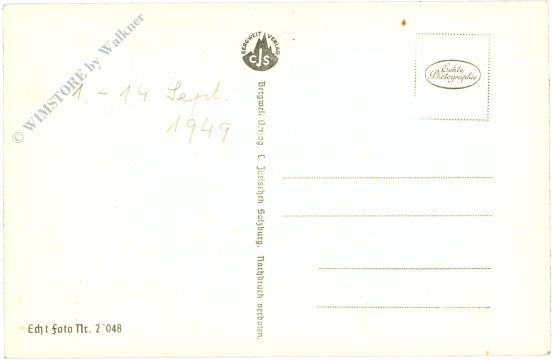 © WIMSTORE by Walkner
1. - 14. Sept.
1949
Echt Foto Nr. 2048
BERGWELT VERLAG
CJS
Bergwelt Verlag, C. Jurischek Salzburg. Nachdruck verboten.
Echte
Photographie